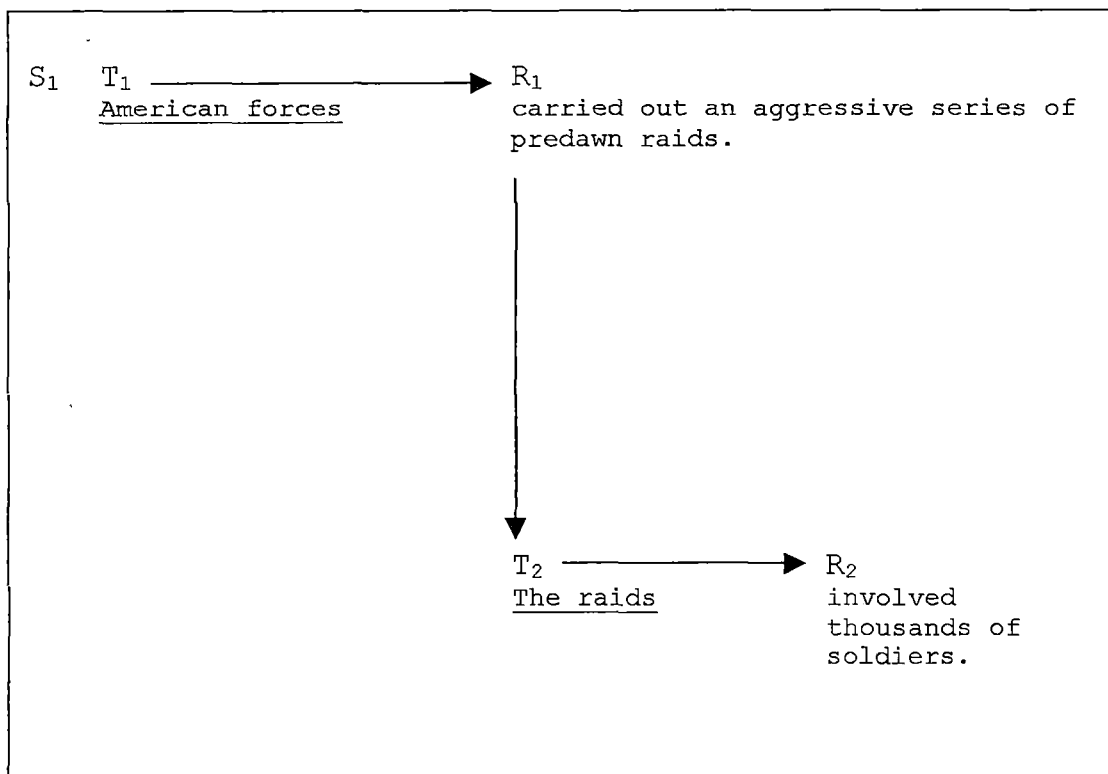 S₁ T₁ R₁
American forces carried out an aggressive series of
predawn raids.
T₂ R₂
The raids involved
thousands of
soldiers.